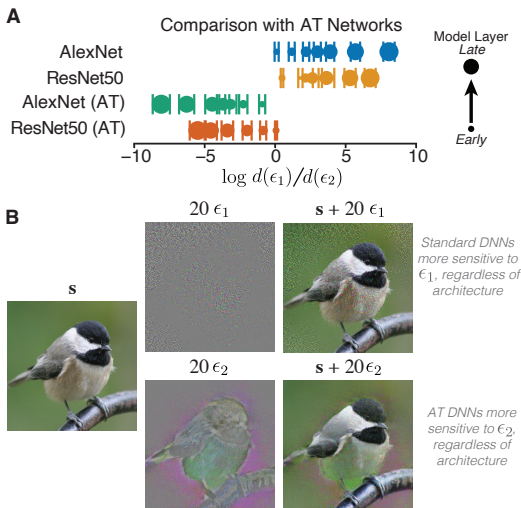 A
Comparison with AT Networks
AlexNet
ResNet50
AlexNet (AT)
ResNet50 (AT)
−10
−5
0
5
10
log d(ϵ₁)/d(ϵ₂)
Model Layer
Late
Early
B
s
20 ϵ₁
s + 20 ϵ₁
Standard DNNs
more sensitive to
ϵ₁, regardless of
architecture
20 ϵ₂
s + 20ϵ₂
AT DNNs more
sensitive to ϵ₂,
regardless of
architecture